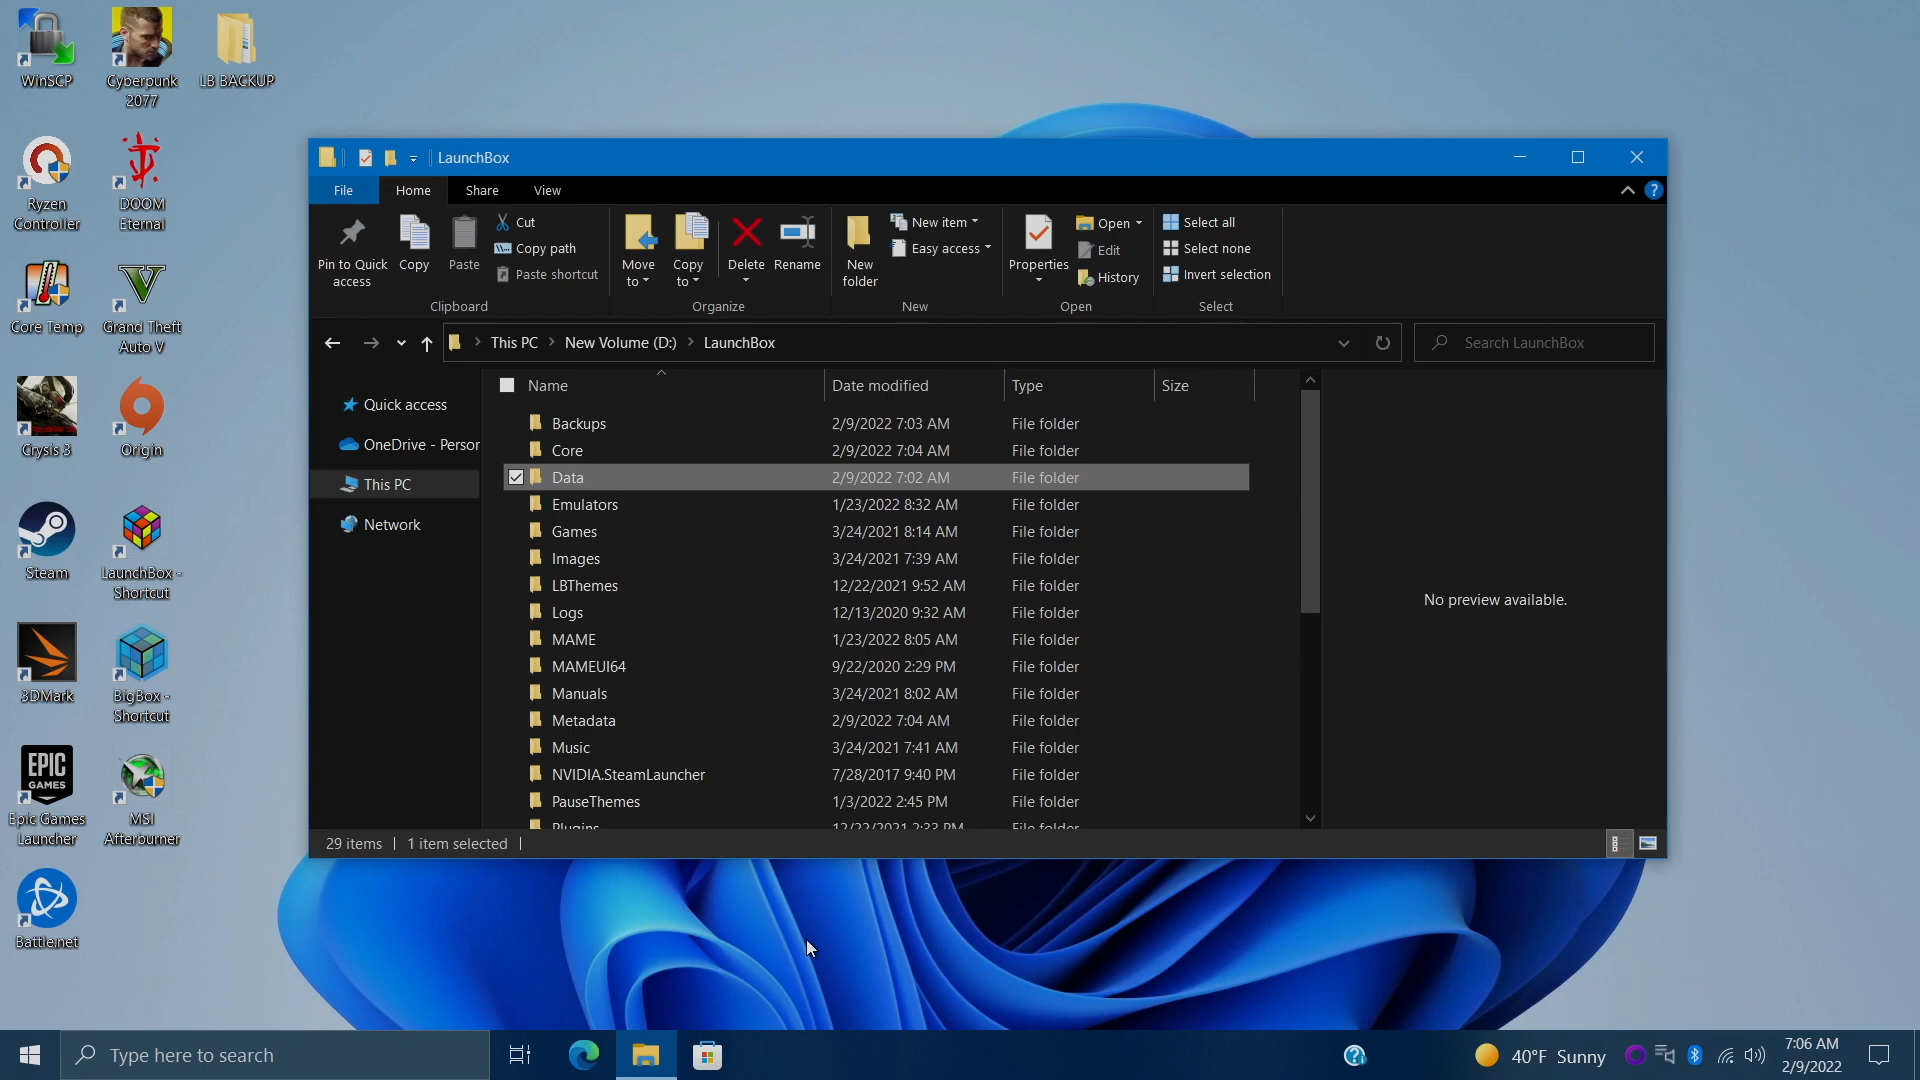 WinSCP
Cyberpunk
2077
LB BACKUP
Ryzen
Controller
DOOM
Eternal
Core Temp
Grand Theft
Auto V
Crysis 3
Origin
Steam
LaunchBox -
Shortcut
3DMark
BigBox -
Shortcut
EPIC
GAMES
Epic Games
Launcher
MSI
Afterburner
Battle.net
LaunchBox
File
Home
Share
View
Pin to Quick
access
Copy
Paste
Cut
Copy path
Paste shortcut
Clipboard
Move
to
Copy
to
Delete
Rename
Organize
New
folder
New item
Easy access
New
Properties
Open
Edit
History
Open
Select all
Select none
Invert selection
Select
This PC > New Volume (D:) > LaunchBox
Search LaunchBox
Quick access
OneDrive - Person
This PC
Network
Name Date modified Type Size
Backups 2/9/2022 7:03 AM File folder
Core 2/9/2022 7:04 AM File folder
Data 2/9/2022 7:02 AM File folder
Emulators 1/23/2022 8:32 AM File folder
Games 3/24/2021 8:14 AM File folder
Images 3/24/2021 7:39 AM File folder
LBThemes 12/22/2021 9:52 AM File folder
Logs 12/13/2020 9:32 AM File folder
MAME 1/23/2022 8:05 AM File folder
MAMEUI64 9/22/2020 2:29 PM File folder
Manuals 3/24/2021 8:02 AM File folder
Metadata 2/9/2022 7:04 AM File folder
Music 3/24/2021 7:41 AM File folder
NVIDIA.SteamLauncher 7/28/2017 9:40 PM File folder
PauseThemes 1/3/2022 2:45 PM File folder
Plugins 12/22/2021 2:33 PM File folder
No preview available.
29 items
1 item selected
Type here to search
40°F Sunny
7:06 AM
2/9/2022